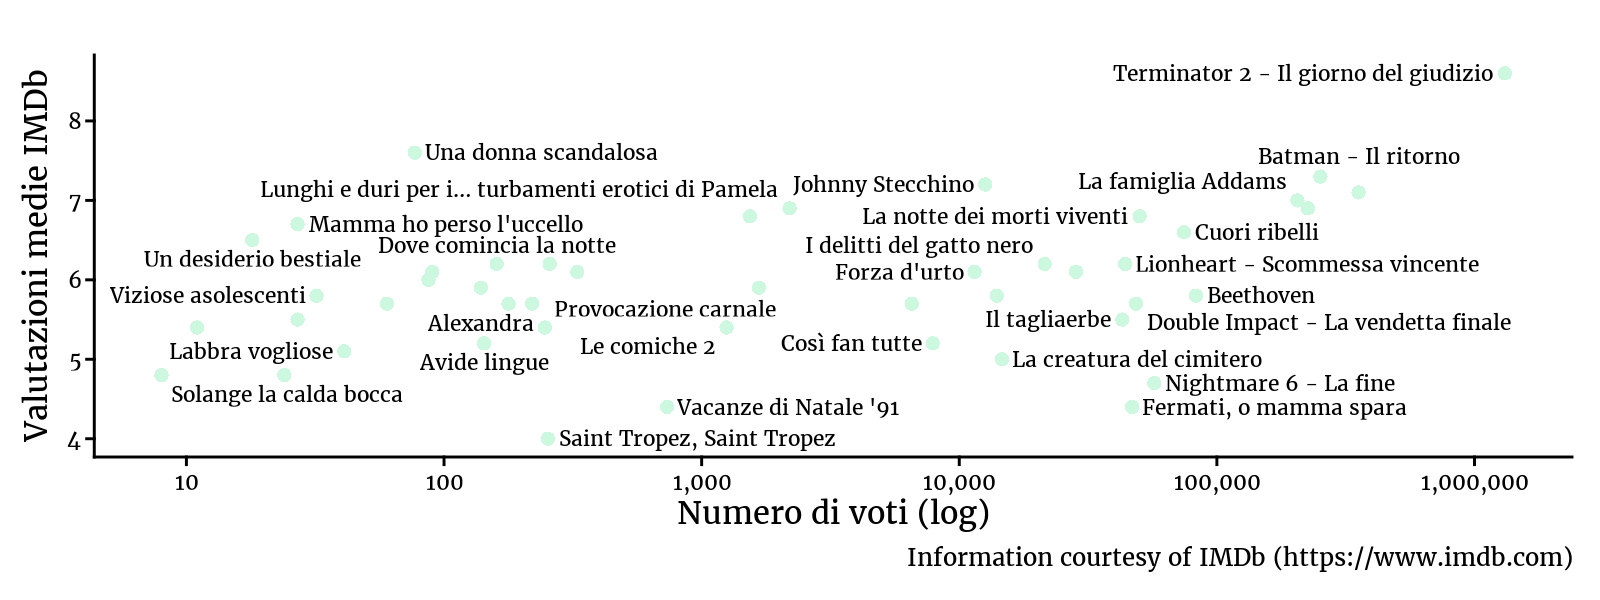 Terminator 2 - Il giorno del giudizio
Una donna scandalosa
Batman - Il ritorno
Lunghi e duri per i... turbamenti erotici di Pamela
Johnny Stecchino
La famiglia Addams
Mamma ho perso l'uccello
La notte dei morti viventi
Cuori ribelli
Un desiderio bestiale
Dove comincia la notte
I delitti del gatto nero
Forza d'urto
Lionheart - Scommessa vincente
Viziose asolescenti
Beethoven
Provocazione carnale
Alexandra
Il tagliaerbe
Double Impact - La vendetta finale
Labbra vogliose
Avide lingue
Le comiche 2
Così fan tutte
La creatura del cimitero
Solange la calda bocca
Nightmare 6 - La fine
Vacanze di Natale '91
Fermati, o mamma spara
Saint Tropez, Saint Tropez
Valutazioni medie IMDb
8
7
6
5
4
10
100
1,000
10,000
100,000
1,000,000
Numero di voti (log)
Information courtesy of IMDb (https://www.imdb.com)